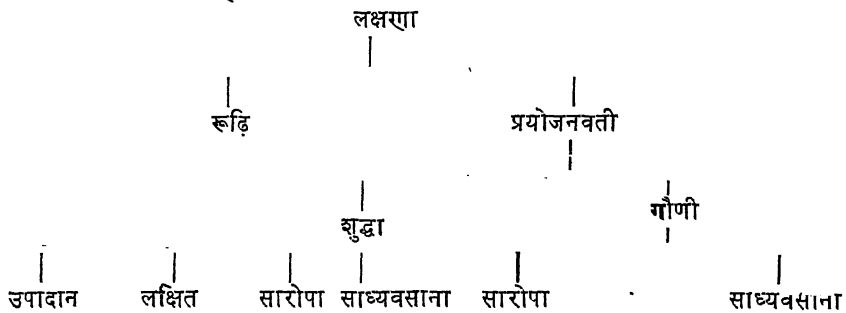 लक्षणा
रूढ़ि प्रयोजनवती
शुद्धा गौणी
उपादान लक्षित सारोपा साध्यवसाना सारोपा साध्यवसाना